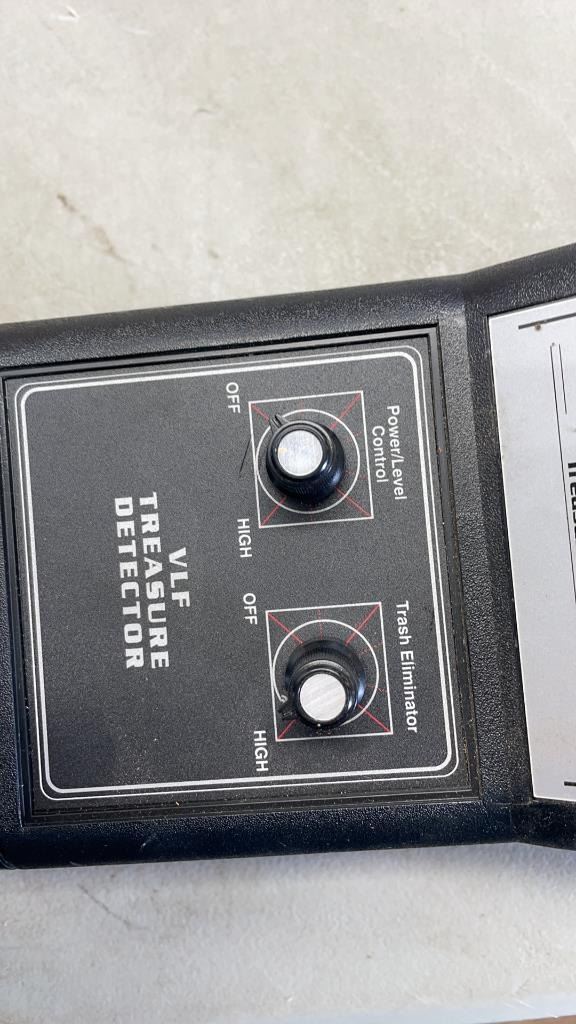 Power/Level
Control
OFF
HIGH
Trash Eliminator
OFF
HIGH
VLF
TREASURE
DETECTOR